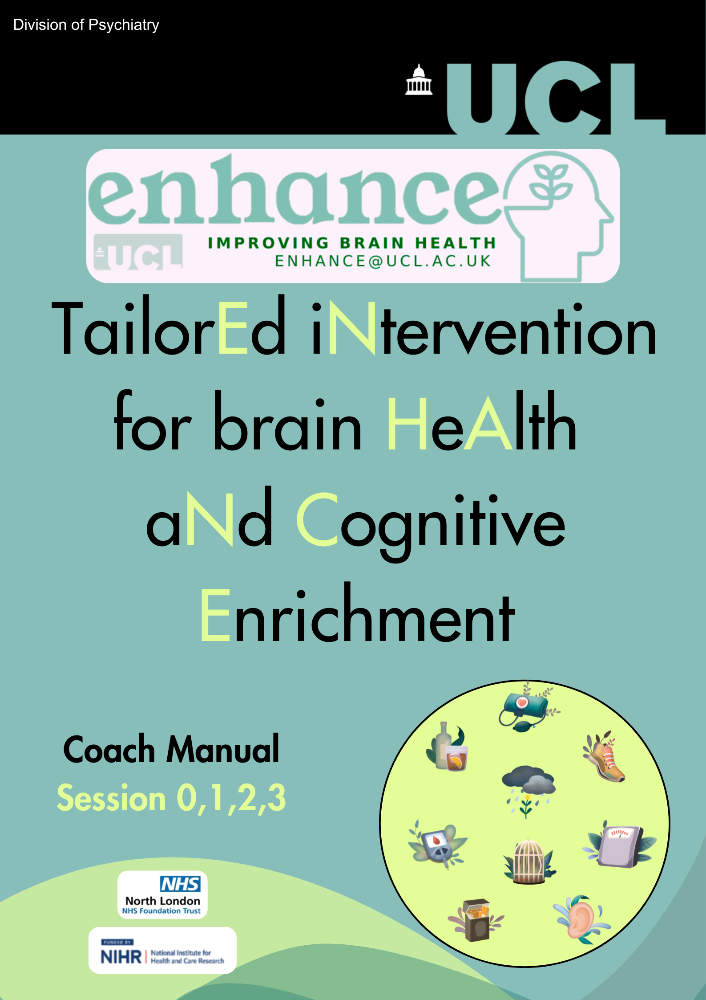 Division of Psychiatry
UCL
enhance
UCL
IMPROVING BRAIN HEALTH
ENHANCE@UCL.AC.UK
TailorEd iNtervention
for brain HeAlth
aNd Cognitive
Enrichment
Coach Manual
Session 0,1,2,3
NHS
North London
NHS Foundation Trust
FUNDED BY
NIHR | National Institute for
Health and Care Research